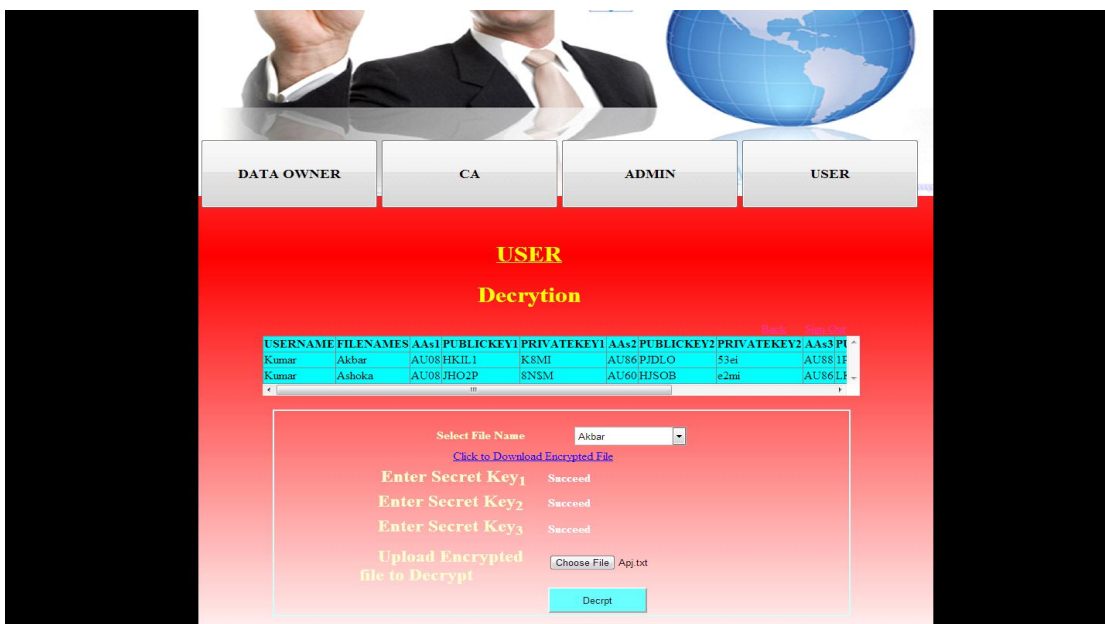 DATA OWNER CA ADMIN USER
USER
Decrytion
Back Sign Out
USERNAME FILENAMES AAs1 PUBLICKEY1 PRIVATEKEY1 AAs2 PUBLICKEY2 PRIVATEKEY2 AAs3
Kumar Akbar AU08 HKIL1 K8MI AU86 PJDLO 53ei AU88
Kumar Ashoka AU08 JHO2P 8NSM AU60 HJSOB e2mi AU86
Select File Name Akbar
Click to Download Encrypted File
Enter Secret Key1 Succeed
Enter Secret Key2 Succeed
Enter Secret Key3 Succeed
Upload Encrypted
file to Decrypt
Choose File Apj.txt
Decrpt